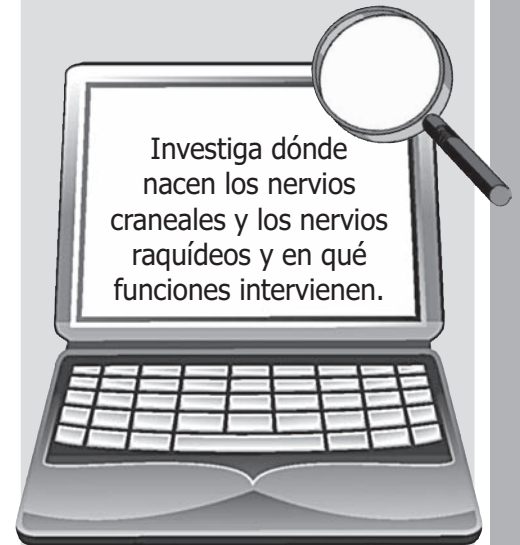 Investiga dónde
nacen los nervios
craneales y los nervios
raquídeos y en qué
funciones intervienen.